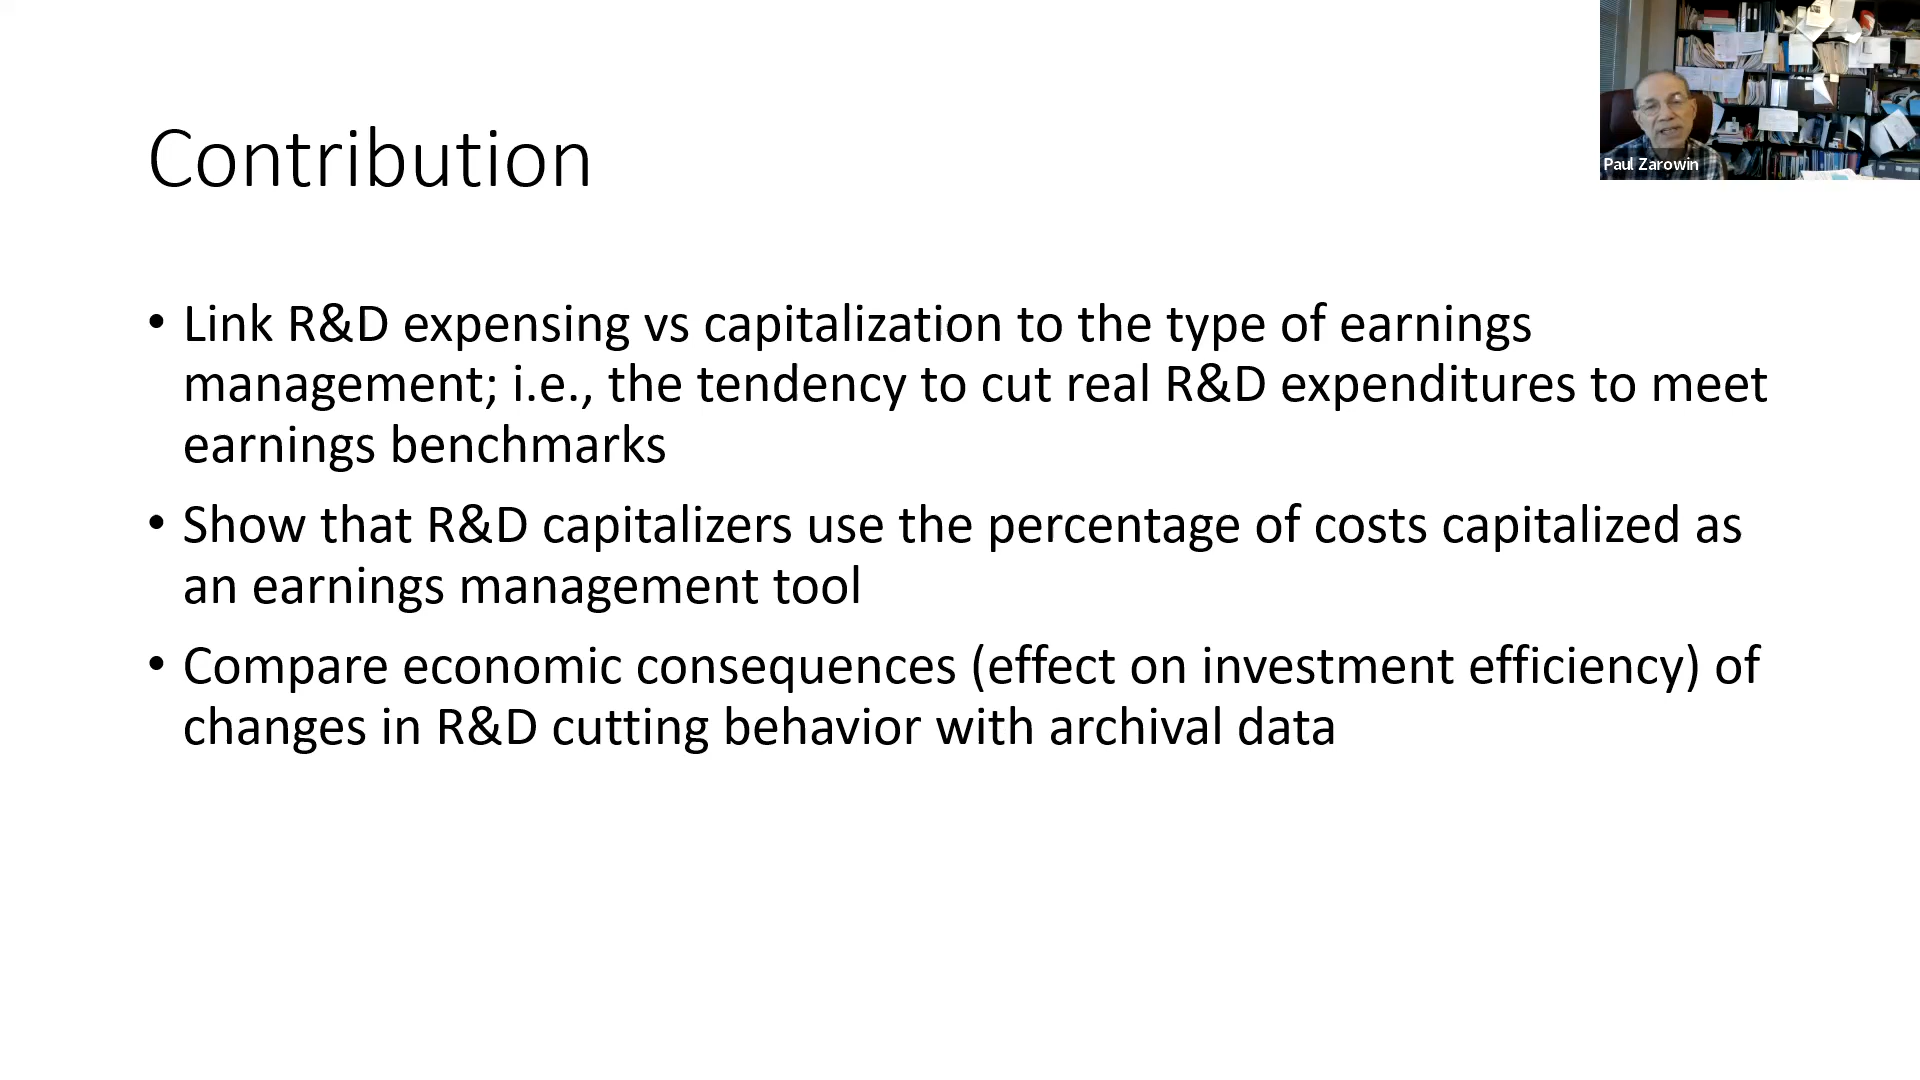 Contribution
• Link R&D expensing vs capitalization to the type of earnings
management; i.e., the tendency to cut real R&D expenditures to meet
earnings benchmarks
• Show that R&D capitalizers use the percentage of costs capitalized as
an earnings management tool
• Compare economic consequences (effect on investment efficiency) of
changes in R&D cutting behavior with archival data
Paul Zarowin